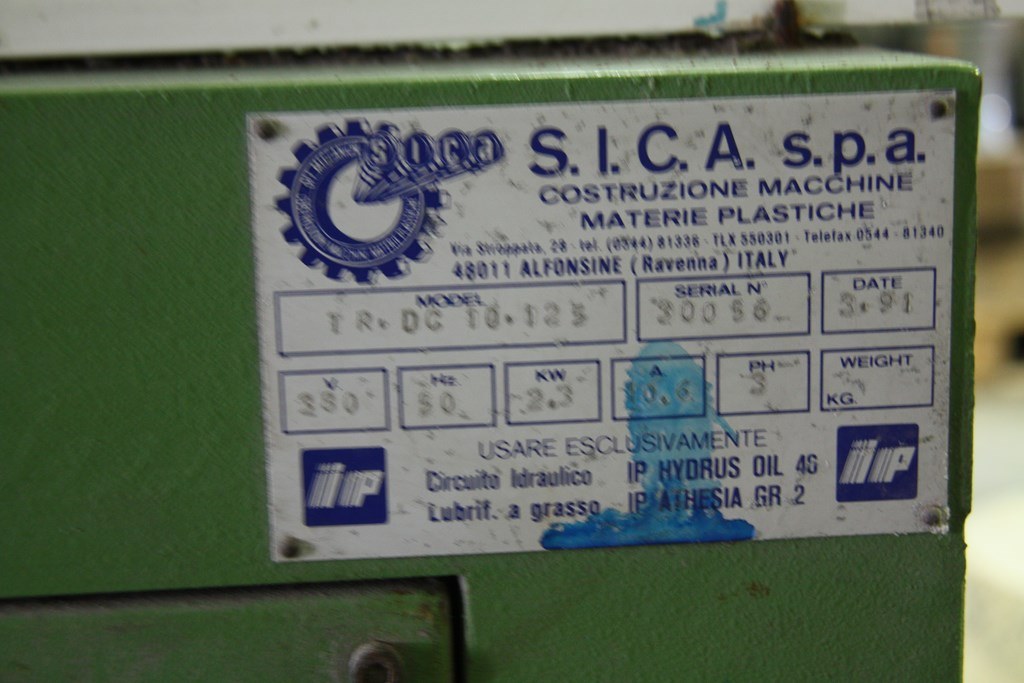 Sica
S. I. C. A. s.p.a.
COSTRUZIONE MACCHINE
MATERIE PLASTICHE
Via Stroppata, 28 - tel. (0544) 81336 - TLX 550301 - Telefax 0544 - 81340
48011 ALFONSINE (Ravenna) ITALY
MODEL SERIAL N° DATE
TR. DC 10.125 30056 3.91
V. Hz. KW A. PH WEIGHT
380 50 2.3 10.6 3
KG.
USARE ESCLUSIVAMENTE
Circuito Idraulico IP HYDRUS OIL 46
Lubrif. a grasso IP ATHESIA GR 2
IP IP